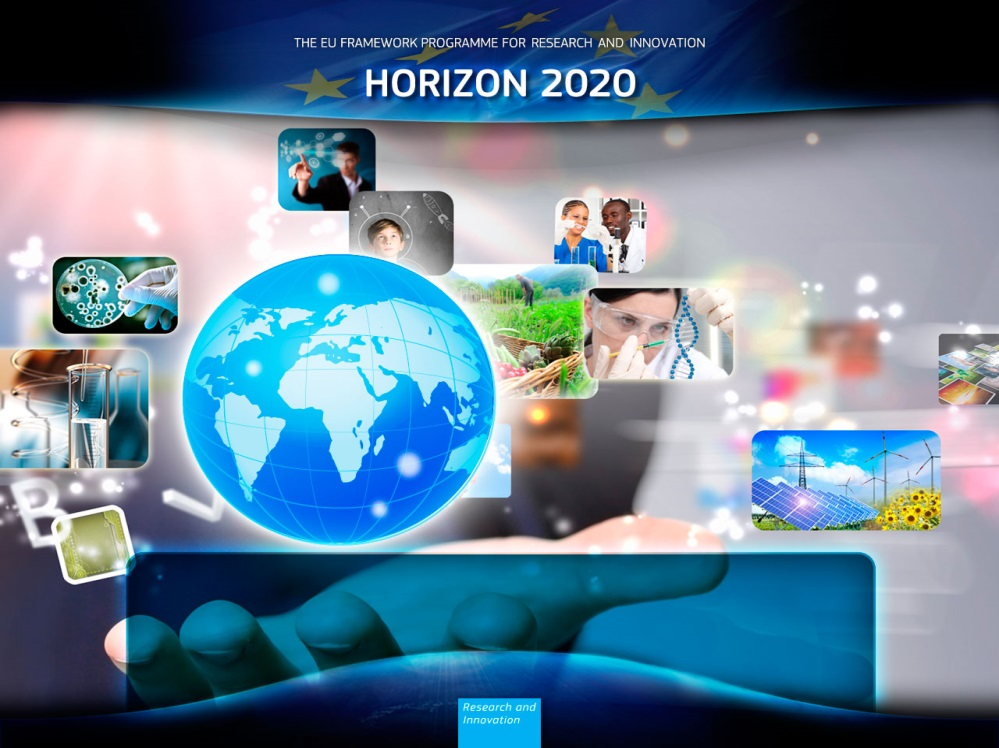 THE EU FRAMEWORK PROGRAMME FOR RESEARCH AND INNOVATION
HORIZON 2020
B
Research and
Innovation